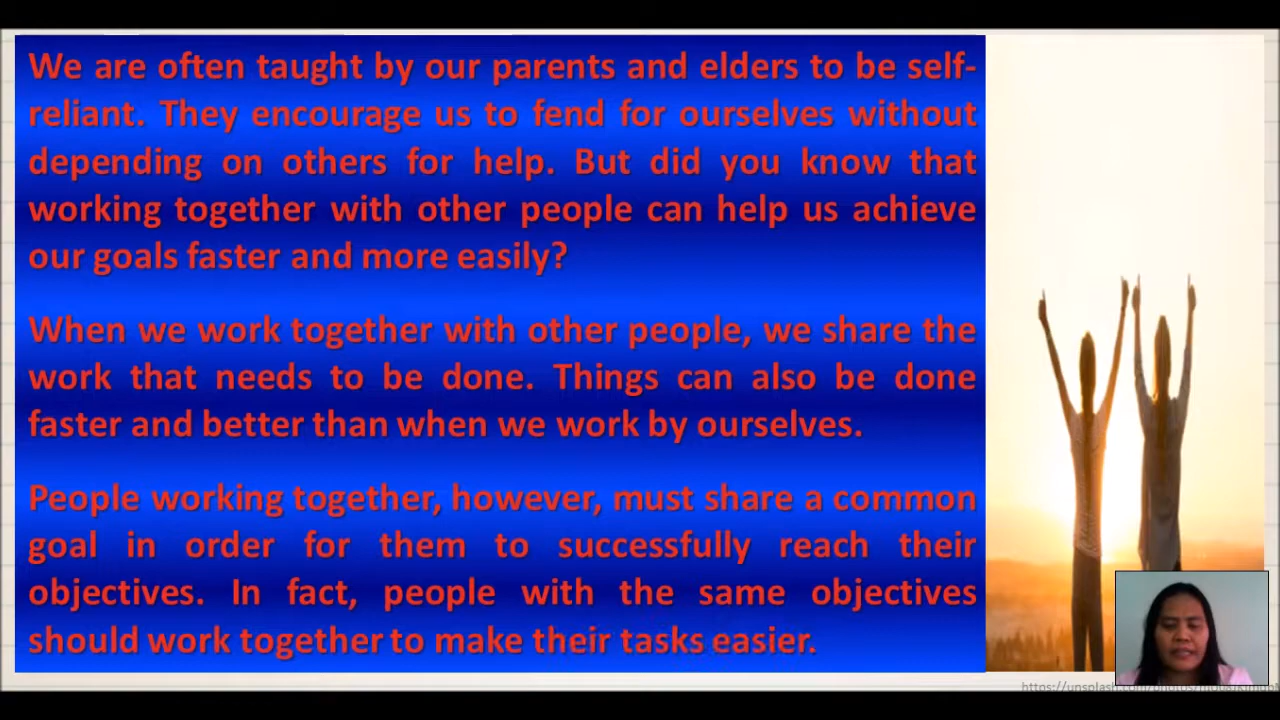 We are often taught by our parents and elders to be self-
reliant. They encourage us to fend for ourselves without
depending on others for help. But did you know that
working together with other people can help us achieve
our goals faster and more easily?
When we work together with other people, we share the
work that needs to be done. Things can also be done
faster and better than when we work by ourselves.
People working together, however, must share a common
goal in order for them to successfully reach their
objectives. In fact, people with the same objectives
should work together to make their tasks easier.